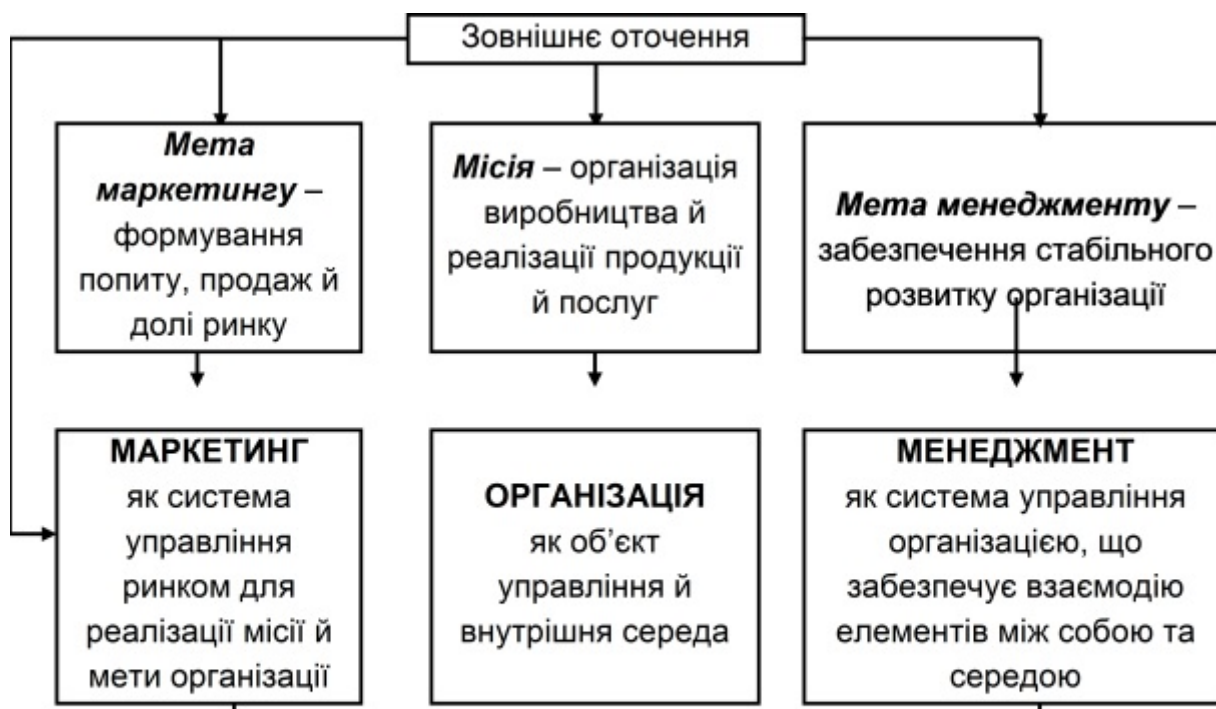 Зовнішнє оточення
Мета
маркетингу –
формування
попиту, продаж й
долі ринку
Місія – організація
виробництва й
реалізації продукції
й послуг
Мета менеджменту –
забезпечення стабільного
розвитку організації
МАРКЕТИНГ
як система
управління
ринком для
реалізації місії й
мети організації
ОРГАНІЗАЦІЯ
як об’єкт
управління й
внутрішня середа
МЕНЕДЖМЕНТ
як система управління
організацією, що
забезпечує взаємодію
елементів між собою та
середою